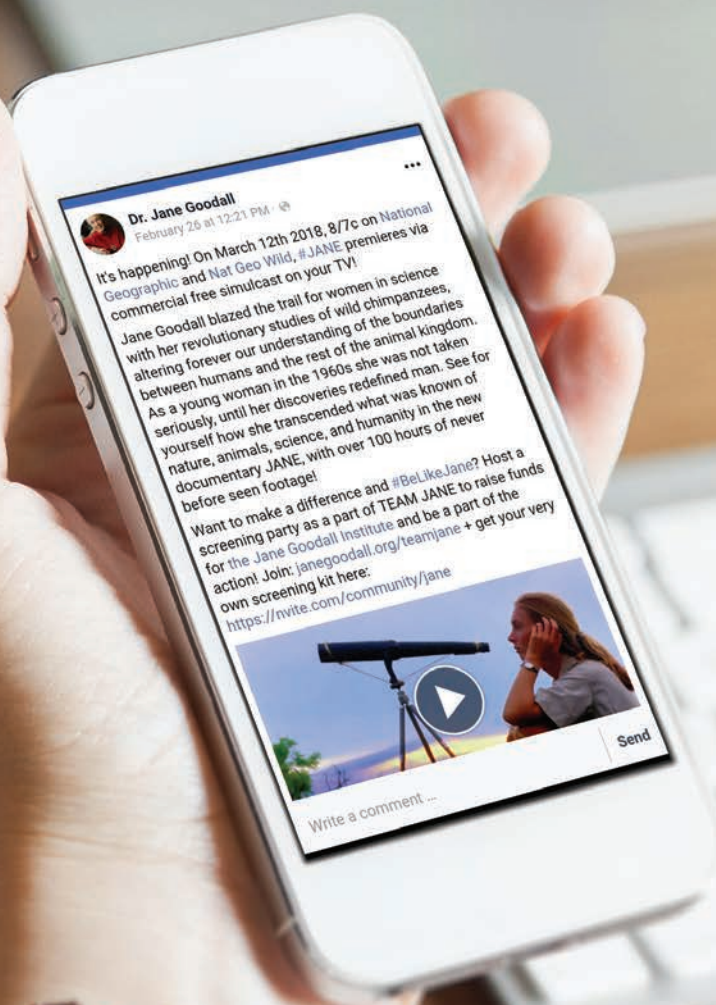 Dr. Jane Goodall
February 26 at 12:21 PM ·
It's happening! On March 12th 2018, 8/7c on National
Geographic and Nat Geo Wild, #JANE premieres via
commercial free simulcast on your TV!
Jane Goodall blazed the trail for women in science
with her revolutionary studies of wild chimpanzees,
altering forever our understanding of the boundaries
between humans and the rest of the animal kingdom.
As a young woman in the 1960s she was not taken
seriously, until her discoveries redefined man. See for
yourself how she transcended what was known of
nature, animals, science, and humanity in the new
documentary JANE, with over 100 hours of never
before seen footage!
Want to make a difference and #BeLikeJane? Host a
screening party as a part of TEAM JANE to raise funds
for the Jane Goodall Institute and be a part of the
action! Join: janegoodall.org/teamjane + get your very
own screening kit here:
https://nvite.com/community/jane
Write a comment ...
Send